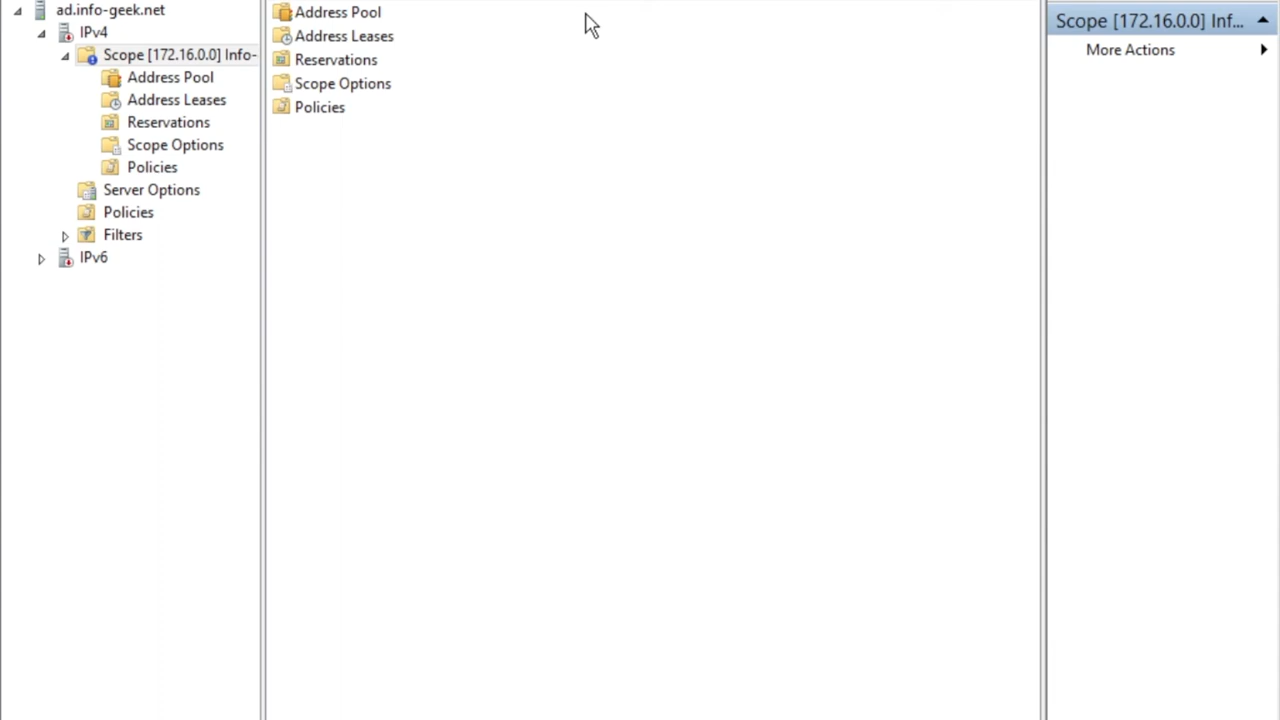 ad.info-geek.net
IPv4
Scope [172.16.0.0] Info-
Address Pool
Address Leases
Reservations
Scope Options
Policies
Server Options
Policies
Filters
IPv6
Address Pool
Address Leases
Reservations
Scope Options
Policies
Scope [172.16.0.0] Inf...
More Actions